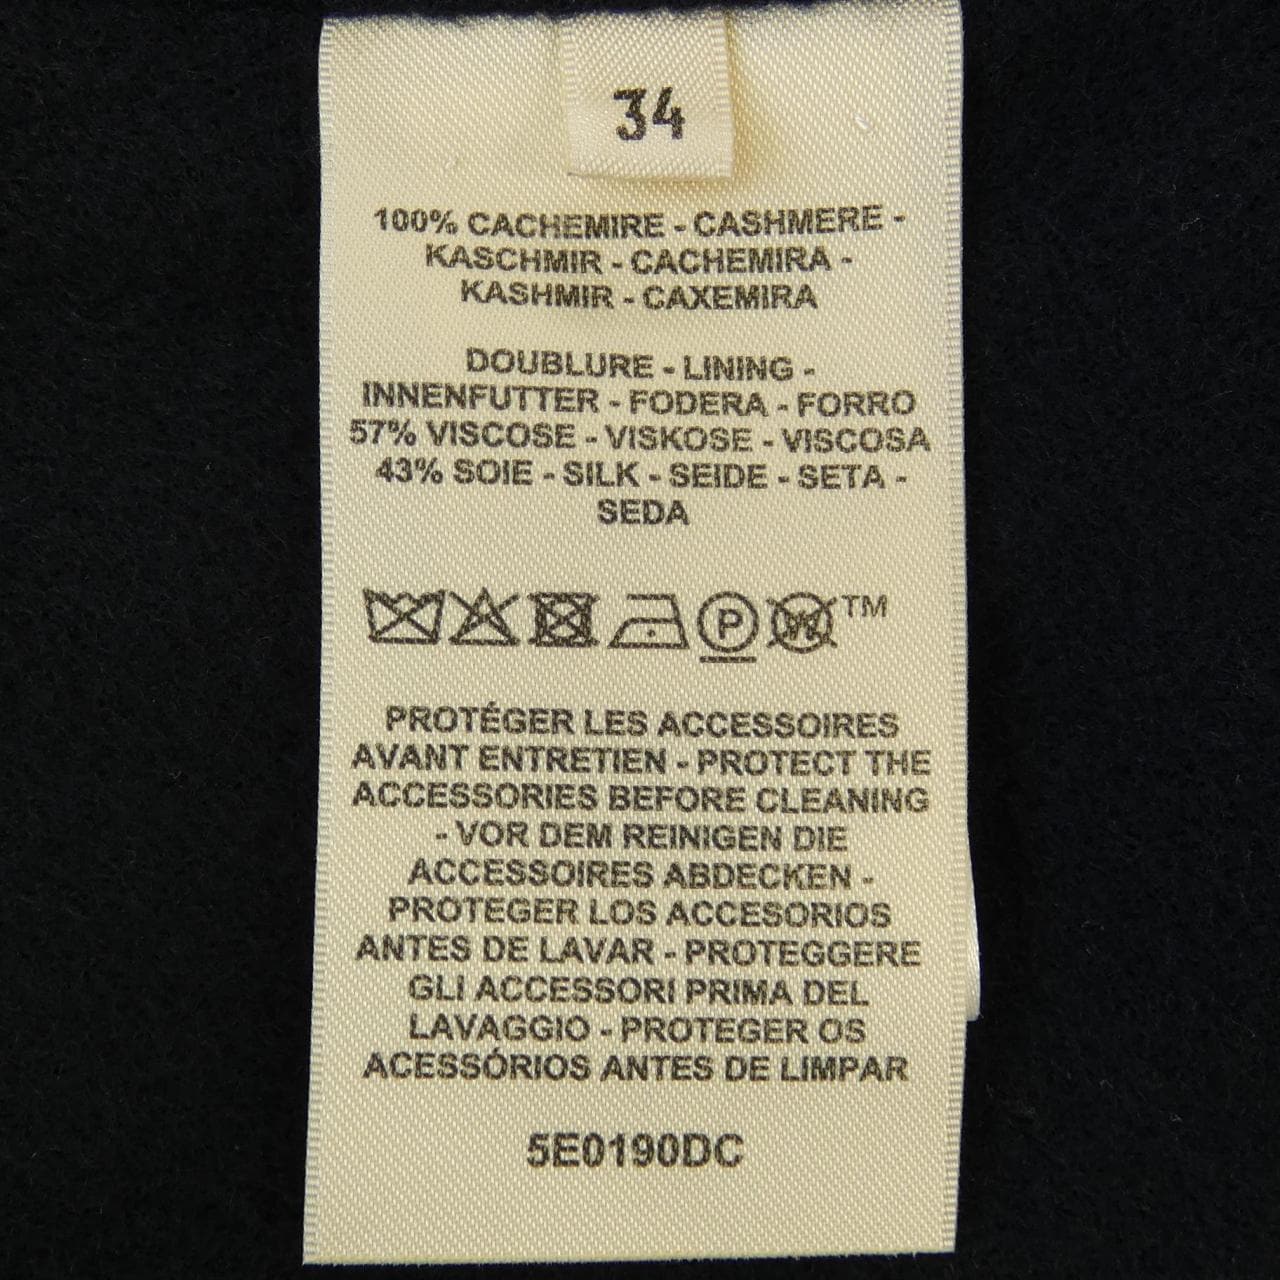 34
100% CACHEMIRE - CASHMERE -
KASCHMIR - CACHEMIRA -
KASHMIR - CAXEMIRA
DOUBLURE - LINING -
INNENFUTTER - FODERA - FORRO
57% VISCOSE - VISKOSE - VISCOSA
43% SOIE - SILK - SEIDE - SETA -
SEDA
P W TM
PROTÉGER LES ACCESSOIRES
AVANT ENTRETIEN - PROTECT THE
ACCESSORIES BEFORE CLEANING
- VOR DEM REINIGEN DIE
ACCESSOIRES ABDECKEN -
PROTEGER LOS ACCESORIOS
ANTES DE LAVAR - PROTEGGERE
GLI ACCESSORI PRIMA DEL
LAVAGGIO - PROTEGER OS
ACESSÓRIOS ANTES DE LIMPAR
5E0190DC